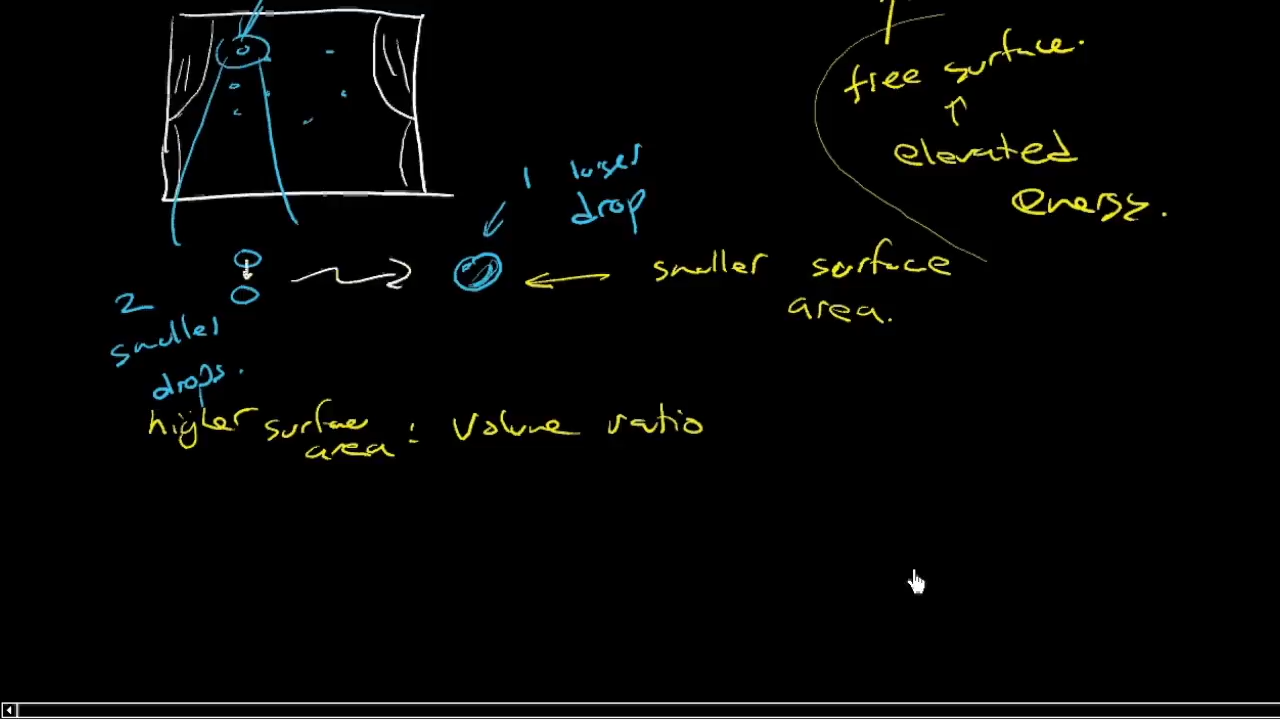 free surface.
elevated
energy.
1 larger
drop
smaller surface
area.
2
smaller
drops.
higher surface
area : volume ratio